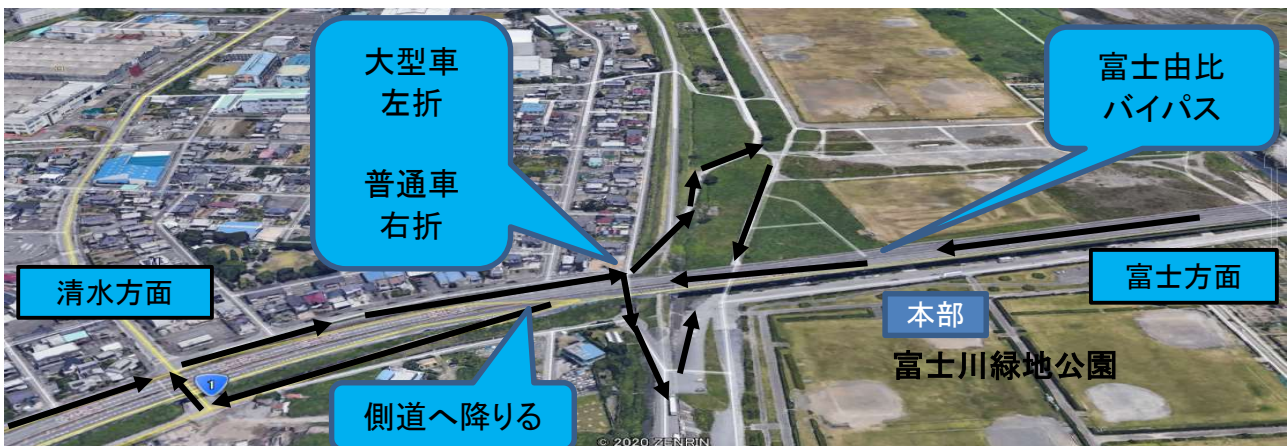 大型車
左折
普通車
右折
富士由比
バイパス
清水方面
富士方面
本部
富士川緑地公園
1
側道へ降りる
© 2020 ZENRIN